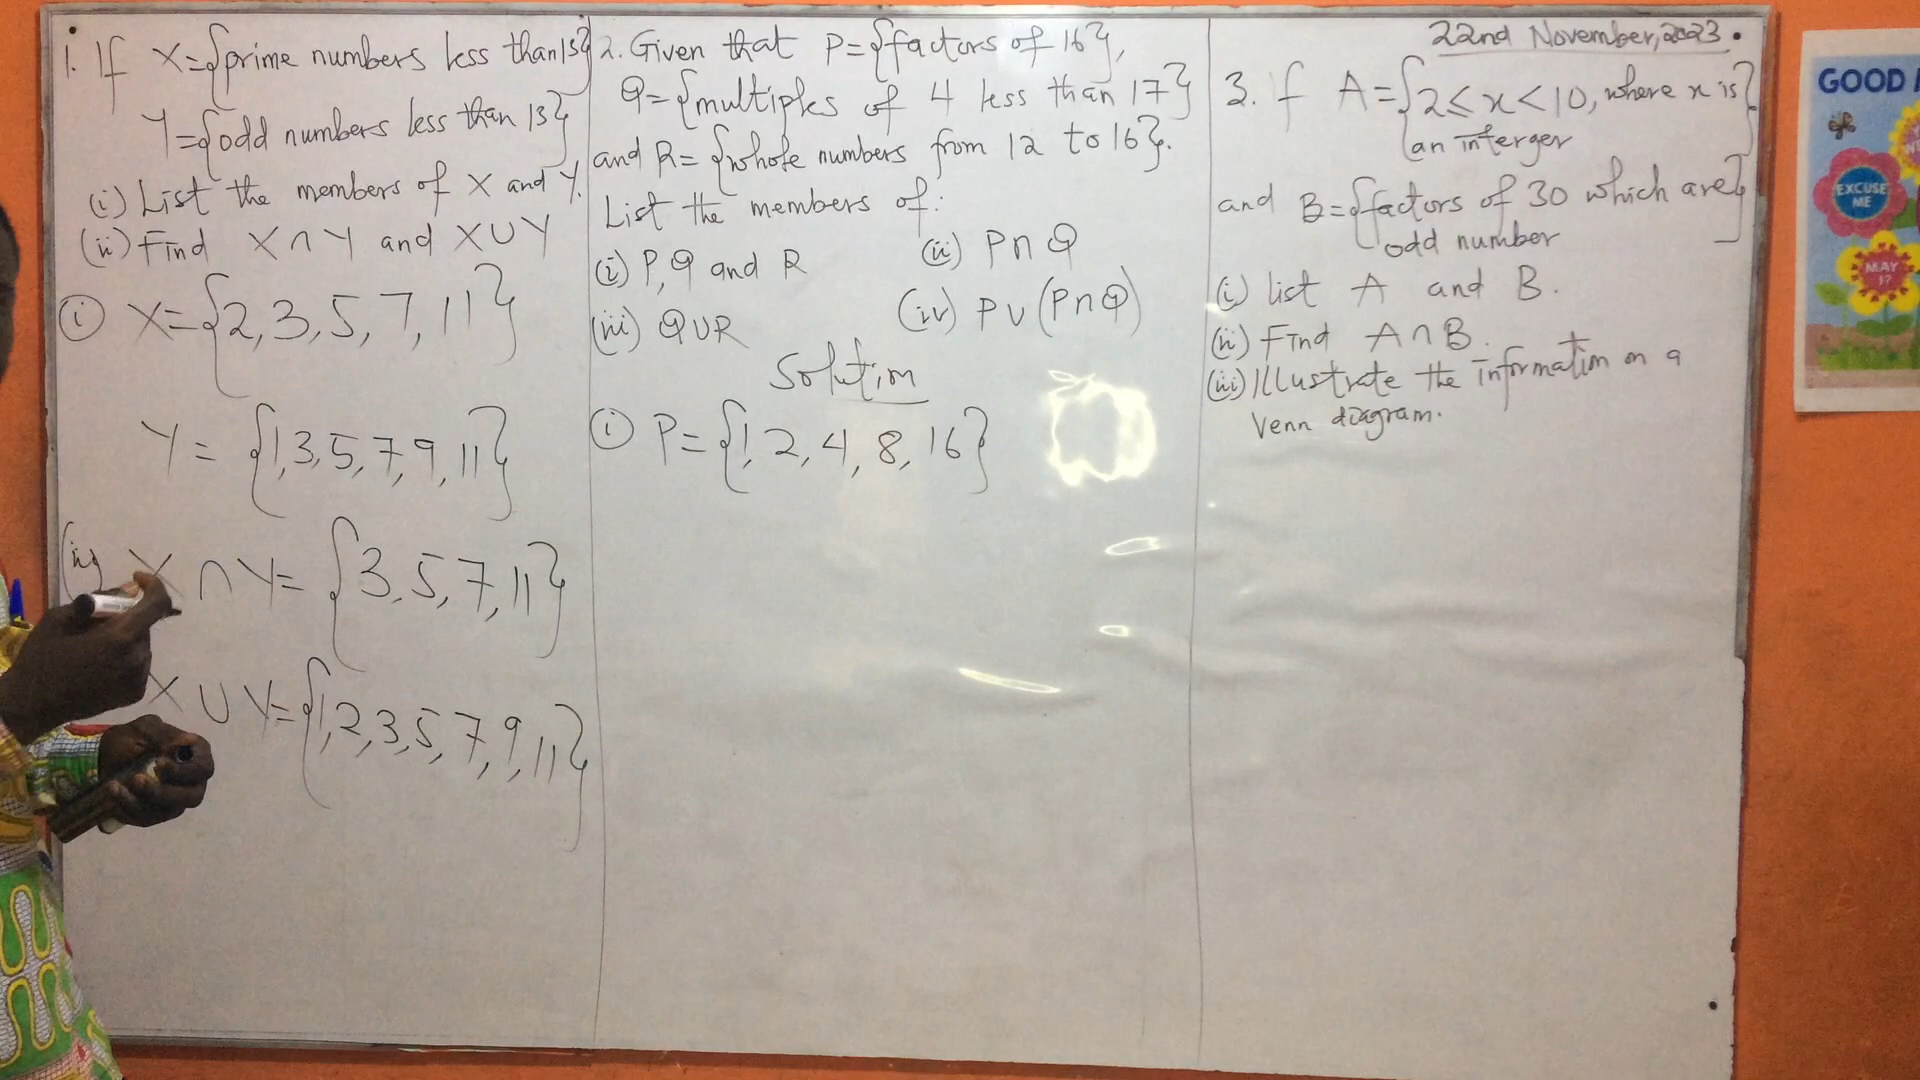 1. If X={prime numbers less than 13}
Y={odd numbers less than 13}
(i) List the members of X and Y.
(ii) Find X∩Y and X∪Y
(i) X={2,3,5,7,11}
Y={1,3,5,7,9,11}
(ii) X∩Y={3,5,7,11}
X∪Y={1,2,3,5,7,9,11}
2. Given that P={factors of 16},
Q={multiples of 4 less than 17}
and R={whole numbers from 12 to 16}.
List the members of:
(i) P, Q and R (ii) P∩Q
(iii) Q∪R (iv) P∪(P∩Q)
Solution
(i) P={1,2,4,8,16}
22nd November, 2023.
3. If A={2≤x<10, where x is}
an interger
and B={factors of 30 which are}
odd number
(i) list A and B.
(ii) Find A∩B.
(iii) Illustrate the information on a
Venn diagram.
GOOD
EXCUSE
ME
MAY
I?